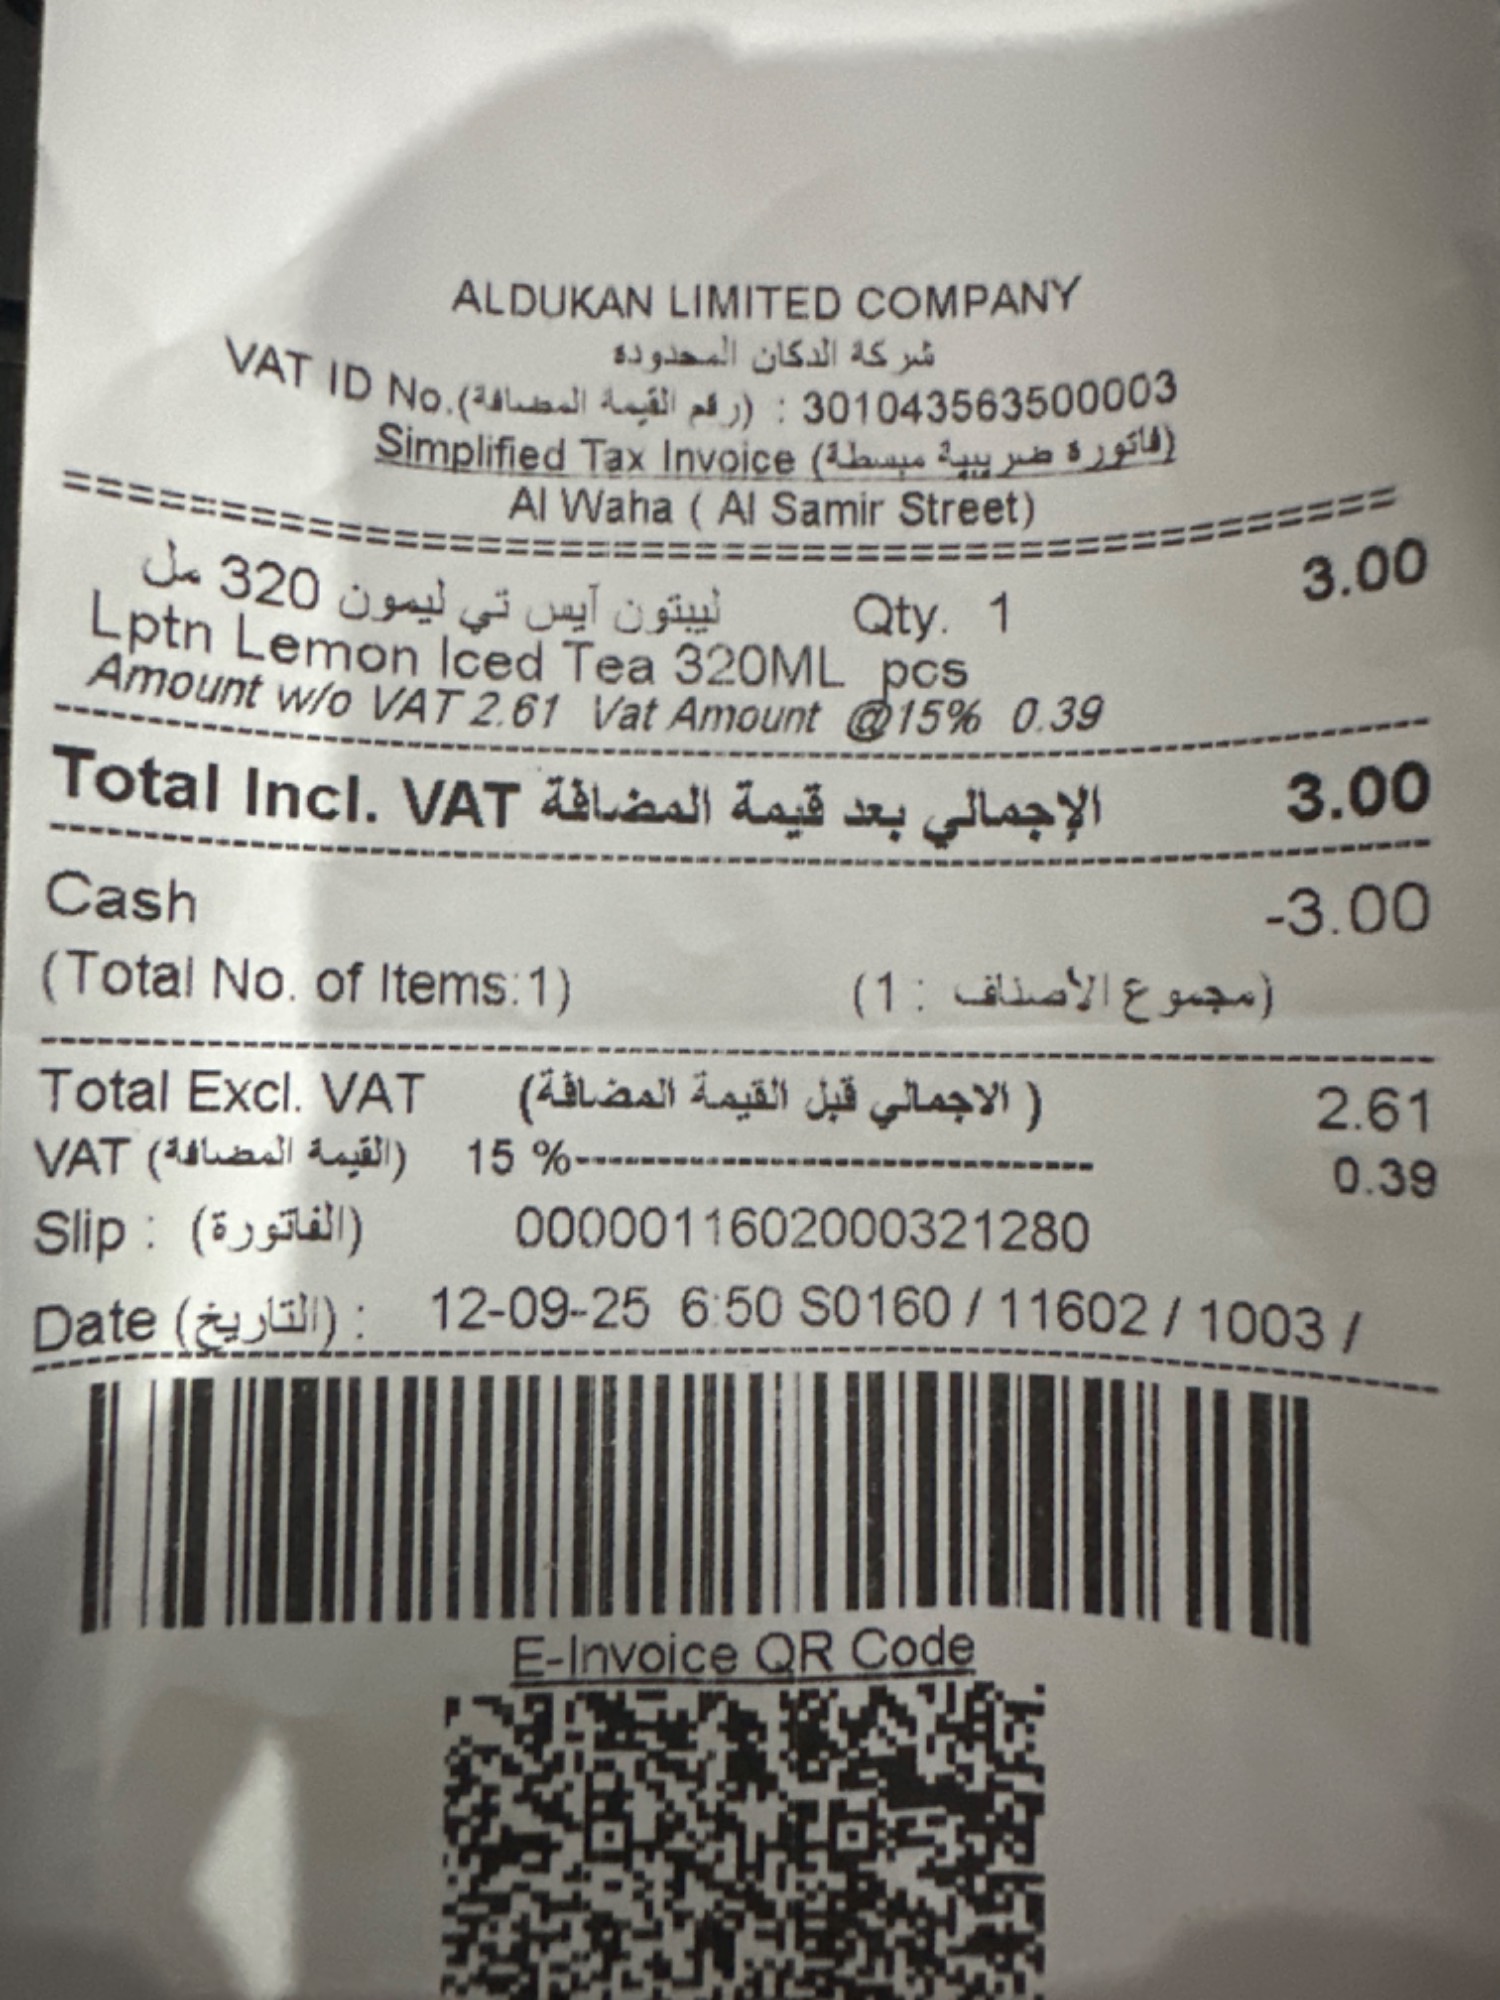 ALDUKAN LIMITED COMPANY
شركة الدكان المحدوده
VAT ID No.(رقم القيمة المضافة) : 301043563500003
Simplified Tax Invoice (فاتورة ضريبية مبسطة)
Al Waha ( Al Samir Street)
================================================
ليبتون آيس تي ليمون 320 مل Qty. 1 3.00
Lptn Lemon Iced Tea 320ML pcs
Amount w/o VAT 2.61 Vat Amount @15% 0.39
Total Incl. VAT الإجمالي بعد قيمة المضافة 3.00
Cash -3.00
(Total No. of Items:1) (مجموع الأصناف : 1)
Total Excl. VAT (الاجمالي قبل القيمة المضافة ) 2.61
VAT (القيمة المضافة) 15 %-------------------------------- 0.39
Slip : (الفاتورة) 0000011602000321280
Date (التاريخ) : 12-09-25 6:50 S0160 / 11602 / 1003 /
E-Invoice QR Code